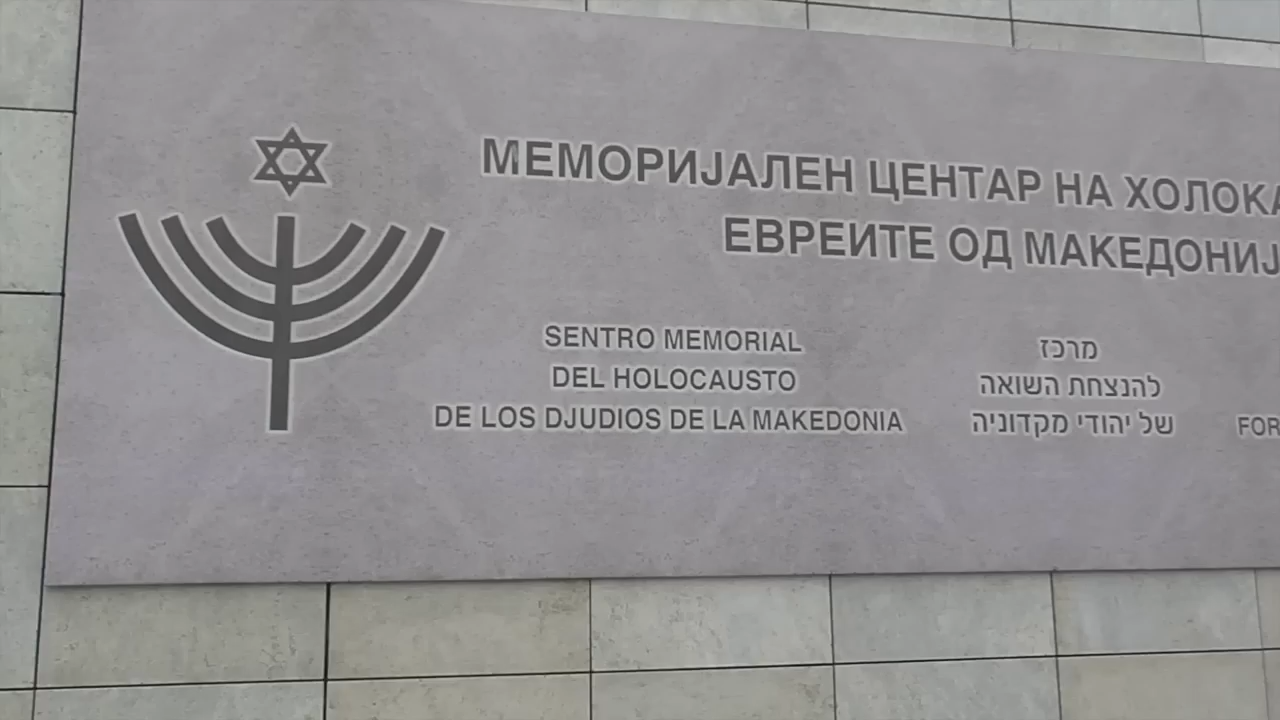 МЕМОРИЈАЛЕН ЦЕНТАР НА ХОЛОКА
ЕВРЕИТЕ ОД МАКЕДОНИЈ
SENTRO MEMORIAL
DEL HOLOCAUSTO
DE LOS DJUDIOS DE LA MAKEDONIA
מרכז
להנצחת השואה
של יהודי מקדוניה
FOR